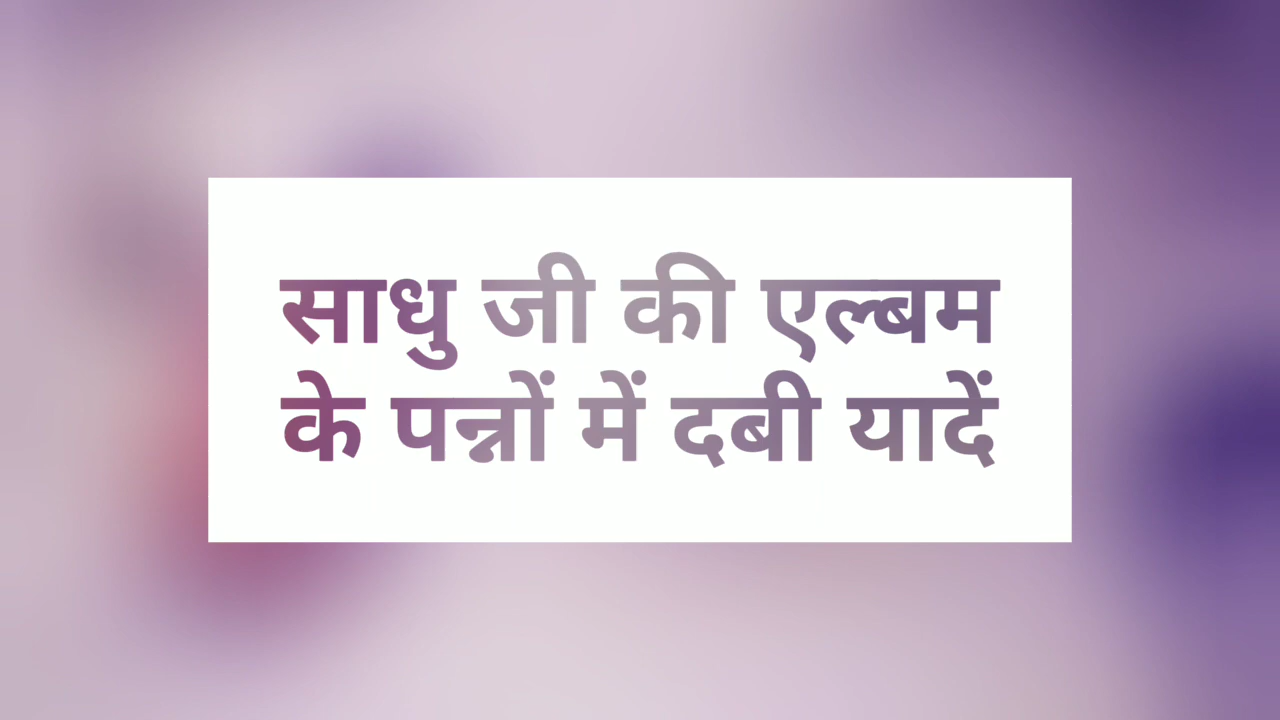 साधु जी की एल्बम
के पन्नों में दबी यादें